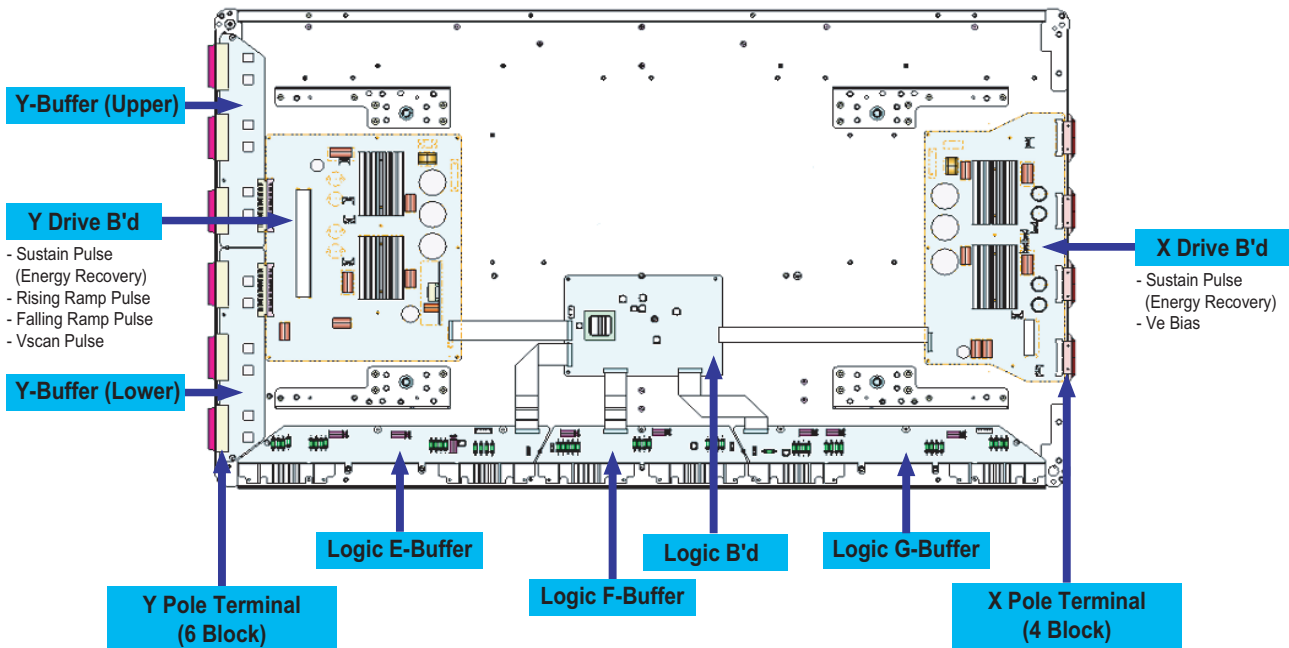 Y-Buffer (Upper)
Y Drive B'd
- Sustain Pulse
(Energy Recovery)
- Rising Ramp Pulse
- Falling Ramp Pulse
- Vscan Pulse
Y-Buffer (Lower)
X Drive B'd
- Sustain Pulse
(Energy Recovery)
- Ve Bias
Logic E-Buffer
Logic F-Buffer
Logic B'd
Logic G-Buffer
Y Pole Terminal
(6 Block)
X Pole Terminal
(4 Block)